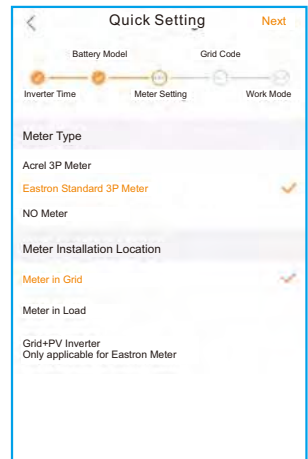 Quick Setting
Next
Battery Model
Grid Code
Inverter Time
Meter Setting
Work Mode
Meter Type
Acrel 3P Meter
Eastron Standard 3P Meter
NO Meter
Meter Installation Location
Meter in Grid
Meter in Load
Grid+PV Inverter
Only applicable for Eastron Meter